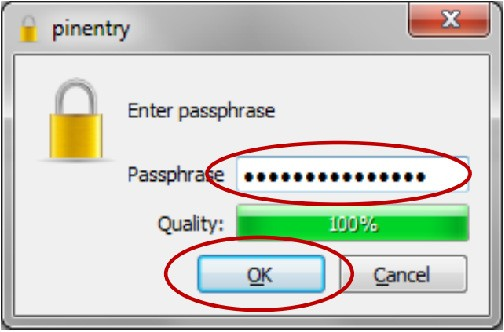 pinentry
Enter passphrase
Passphrase ●●●●●●●●●●●●●●●
Quality: 100%
OK Cancel